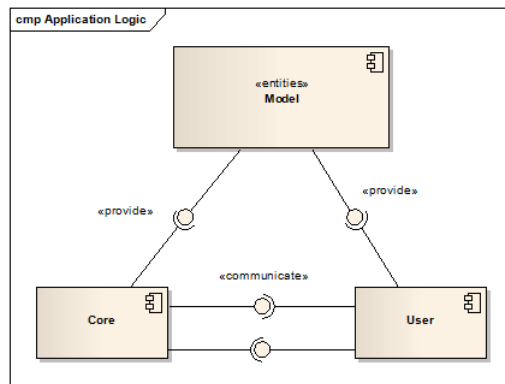 cmp Application Logic
«entities»
Model
«provide»
«provide»
«communicate»
Core
User